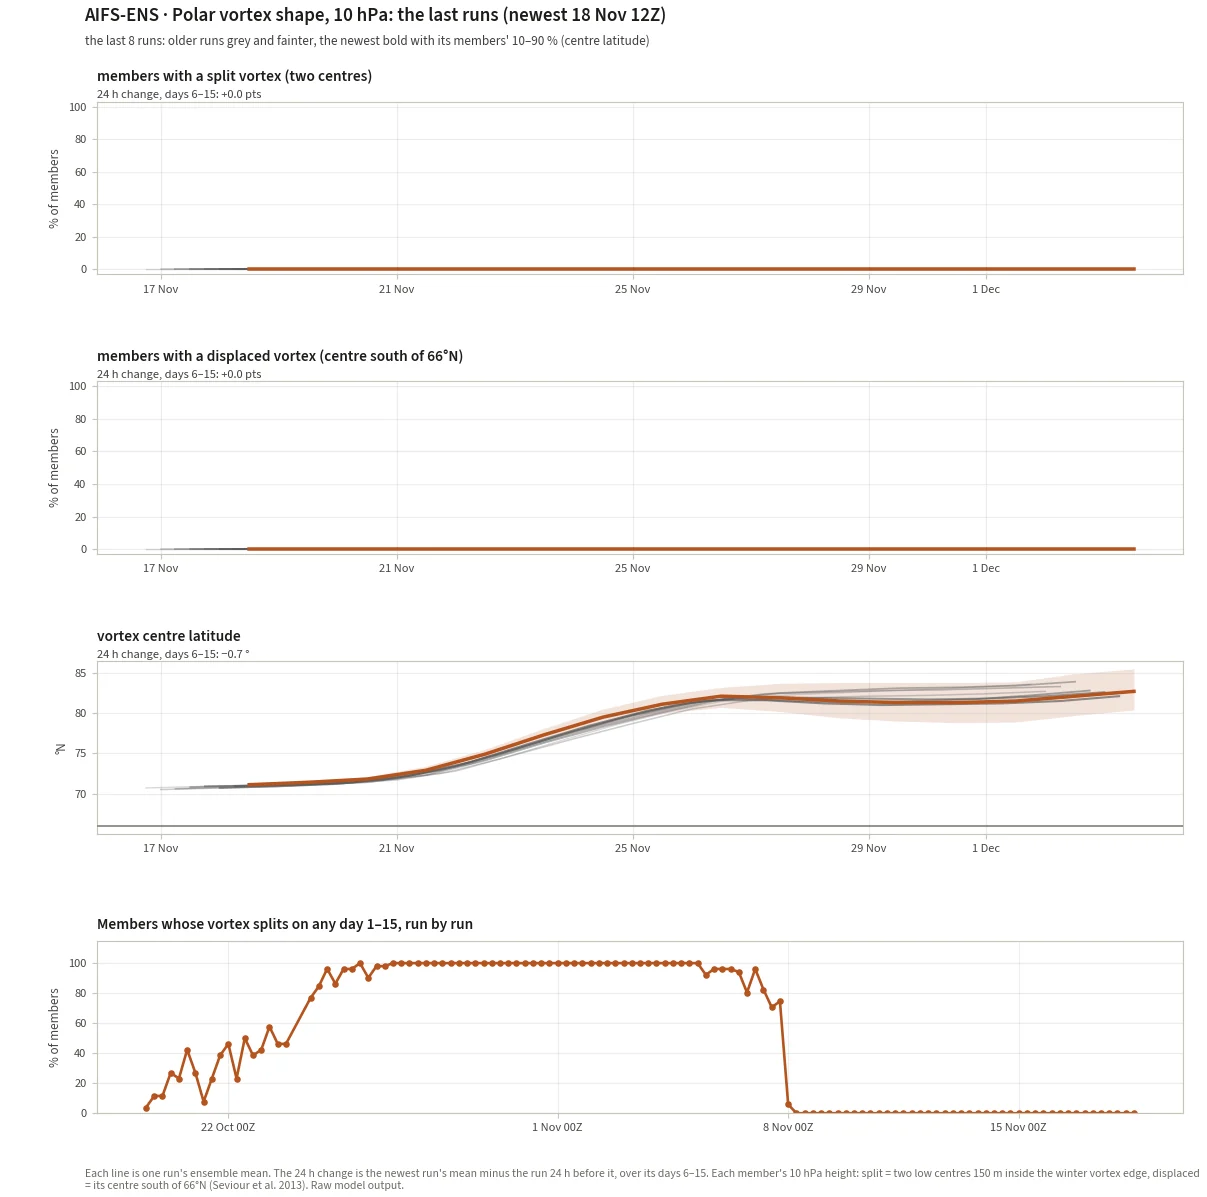 AIFS-ENS · Polar vortex shape, 10 hPa: the last runs (newest 18 Nov 12Z)
the last 8 runs: older runs grey and fainter, the newest bold with its members' 10–90 % (centre latitude)
members with a split vortex (two centres)
24 h change, days 6–15: +0.0 pts
100
80
60
40
20
0
% of members
17 Nov
21 Nov
25 Nov
29 Nov
1 Dec
members with a displaced vortex (centre south of 66°N)
24 h change, days 6–15: +0.0 pts
100
80
60
40
20
0
% of members
17 Nov
21 Nov
25 Nov
29 Nov
1 Dec
vortex centre latitude
24 h change, days 6–15: −0.7 °
85
80
75
70
°N
17 Nov
21 Nov
25 Nov
29 Nov
1 Dec
Members whose vortex splits on any day 1–15, run by run
100
80
60
40
20
0
% of members
22 Oct 00Z
1 Nov 00Z
8 Nov 00Z
15 Nov 00Z
Each line is one run's ensemble mean. The 24 h change is the newest run's mean minus the run 24 h before it, over its days 6–15. Each member's 10 hPa height: split = two low centres 150 m inside the winter vortex edge, displaced
= its centre south of 66°N (Seviour et al. 2013). Raw model output.